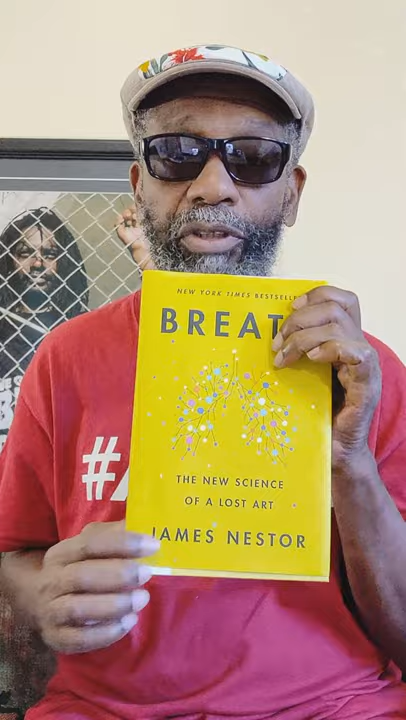 NEW YORK TIMES BESTSELLE
BREAT
THE NEW SCIENCE
OF A LOST ART
JAMES NESTOR
#